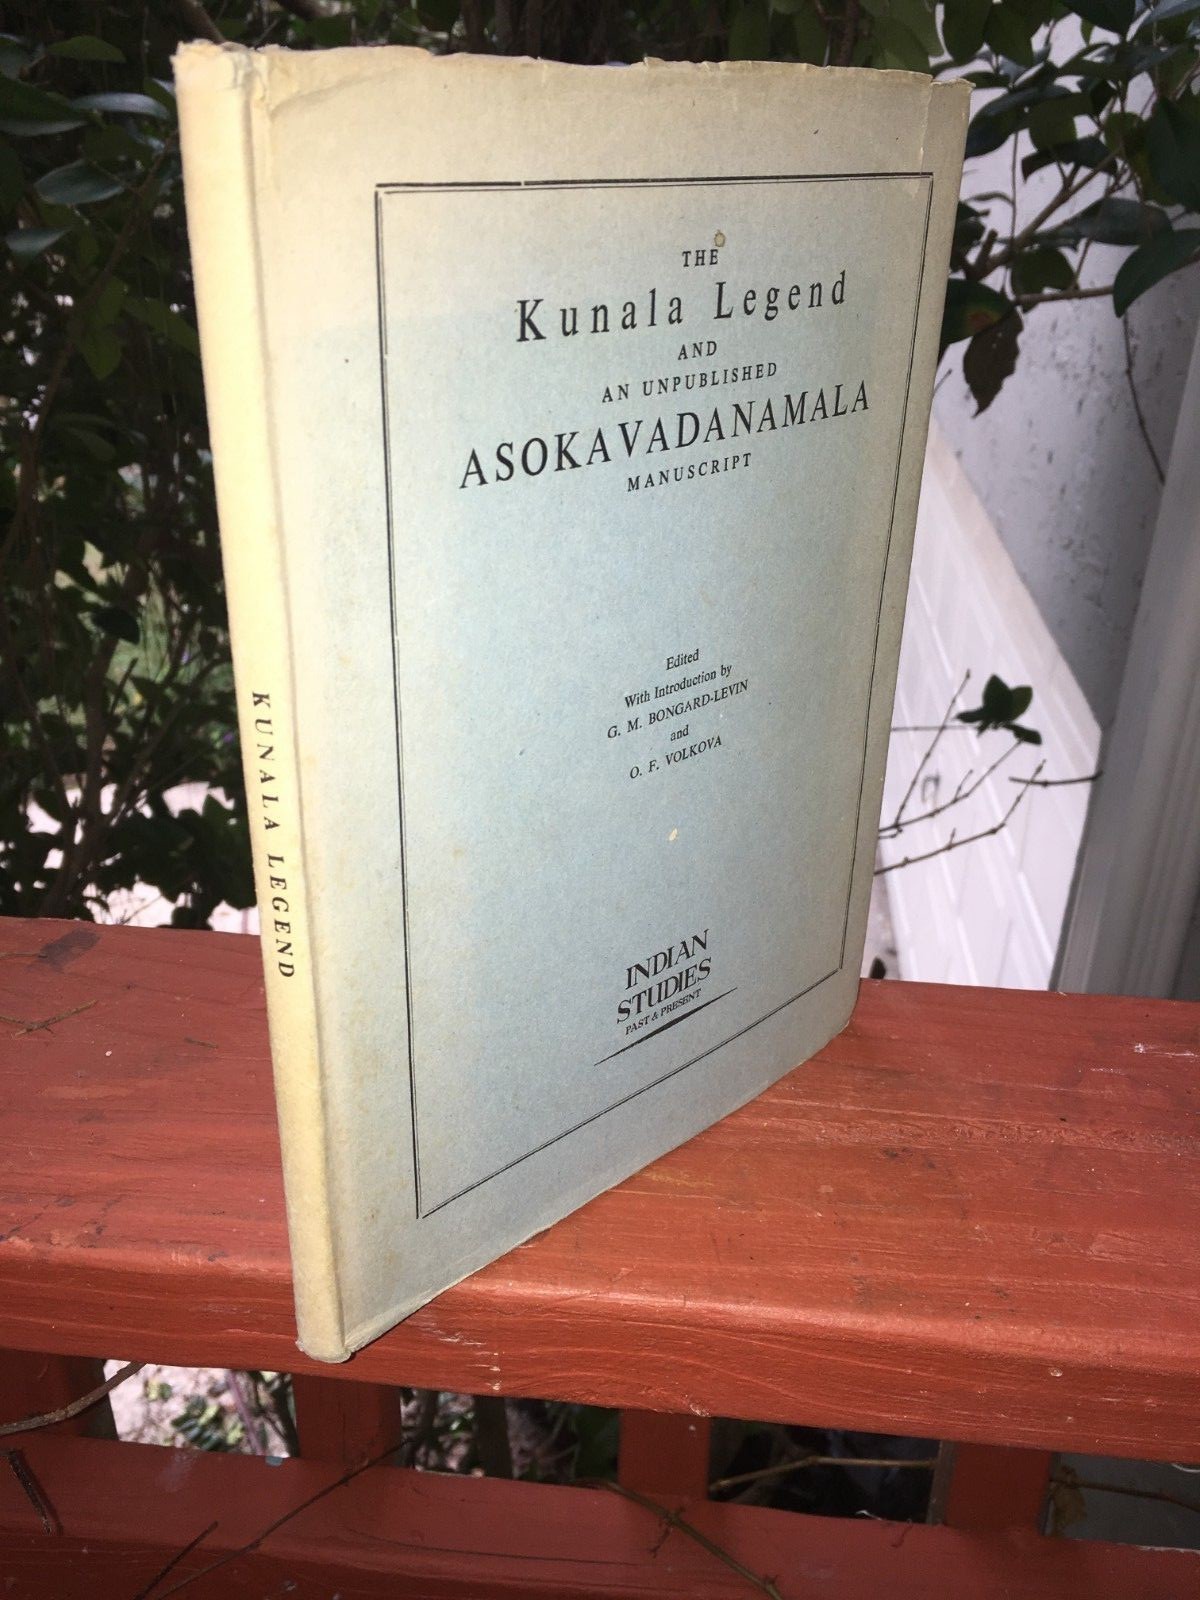 THE
Kunala Legend
AND
AN UNPUBLISHED
ASOKAVADANAMALA
MANUSCRIPT
Edited
With Introduction by
G. M. BONGARD-LEVIN
and
O. F. VOLKOVA
INDIAN
STUDIES
PAST & PRESENT
KUNALA LEGEND